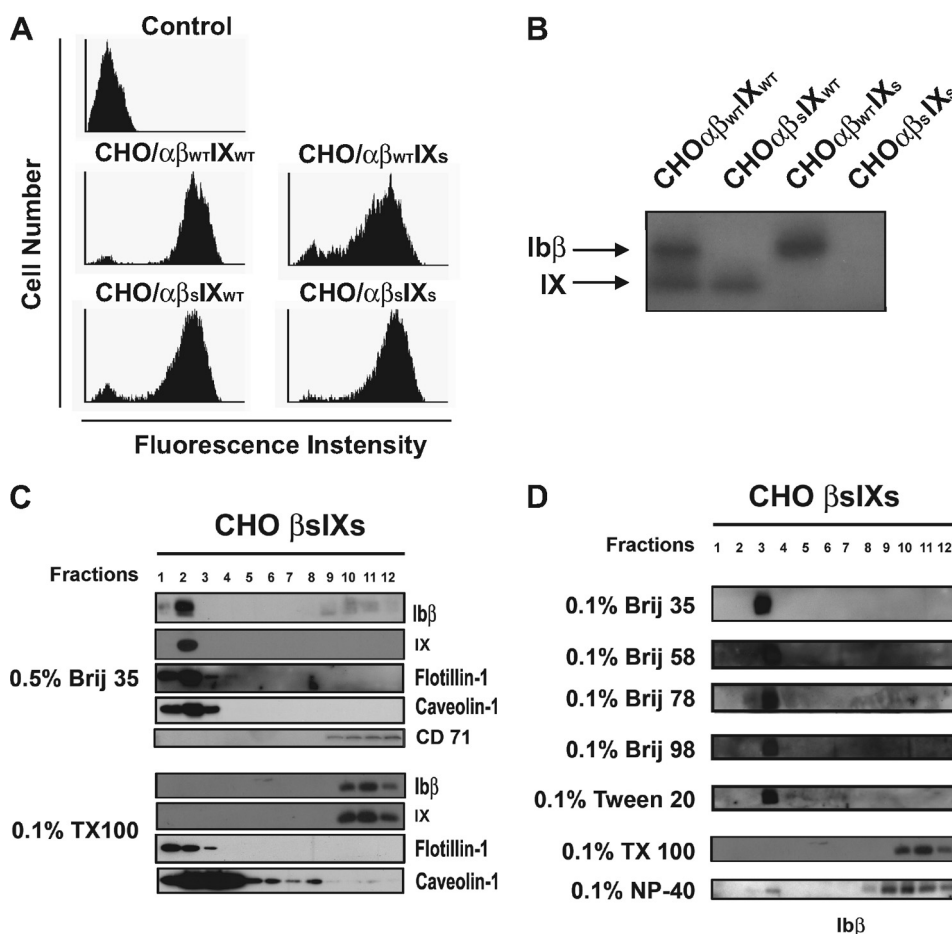 A
Control
CHO/αβWTIXWT
CHO/αβWTIXS
CHO/αβSIXWT
CHO/αβSIXS
Cell Number
Fluorescence Instensity
B
CHOαβWTIXWT
CHOαβSIXWT
CHOαβWTIXS
CHOαβSIXS
Ibβ
IX
C
CHO βsIXs
Fractions 1 2 3 4 5 6 7 8 9 10 11 12
0.5% Brij 35
Ibβ
IX
Flotillin-1
Caveolin-1
CD 71
0.1% TX100
Ibβ
IX
Flotillin-1
Caveolin-1
D
CHO βsIXs
Fractions 1 2 3 4 5 6 7 8 9 10 11 12
0.1% Brij 35
0.1% Brij 58
0.1% Brij 78
0.1% Brij 98
0.1% Tween 20
0.1% TX 100
0.1% NP-40
Ibβ